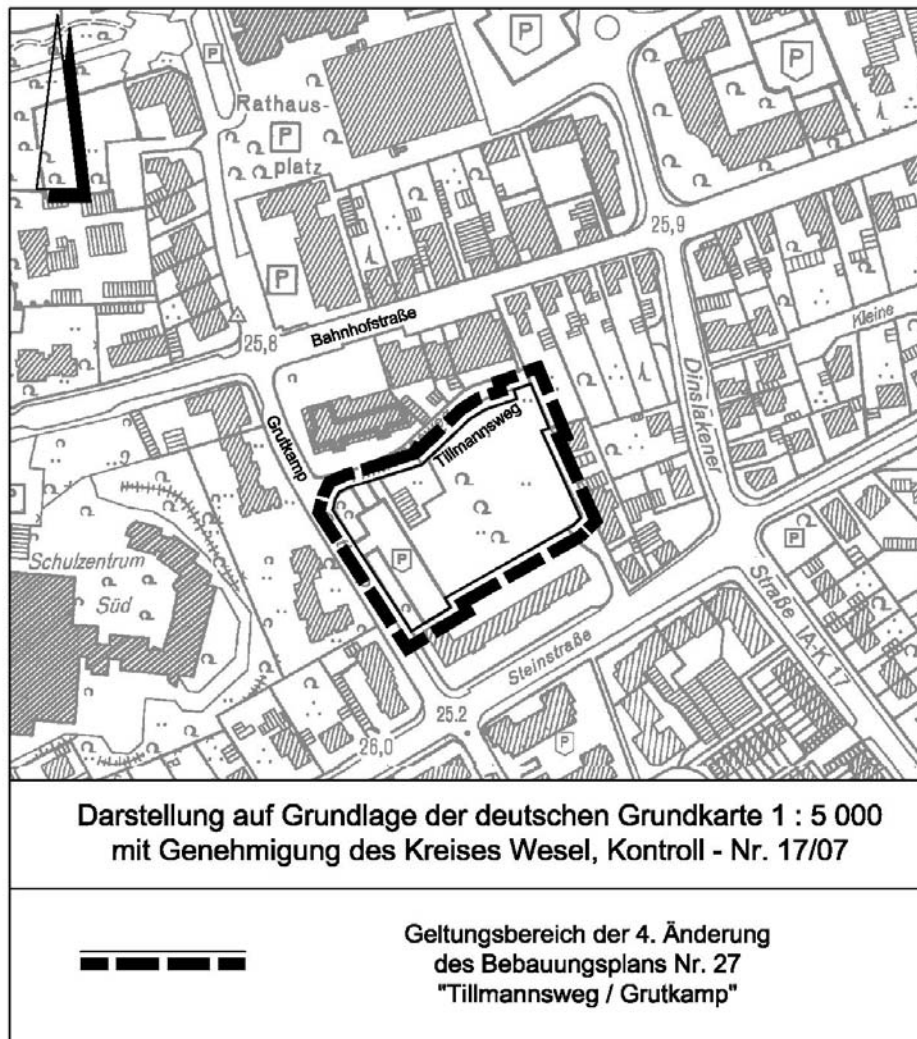 P
P
Rathaus-
P
platz
P
P
25,9
25,8
Bahnhofstraße
Kleine
Dinslakener
Tillmannsweg
Grutkamp
P
P
Schulzentrum
Süd
Straße
1A-K 17
Steinstraße
25.2
26,0
P
Darstellung auf Grundlage der deutschen Grundkarte 1 : 5 000
mit Genehmigung des Kreises Wesel, Kontroll - Nr. 17/07
Geltungsbereich der 4. Änderung
des Bebauungsplans Nr. 27
"Tillmannsweg / Grutkamp"